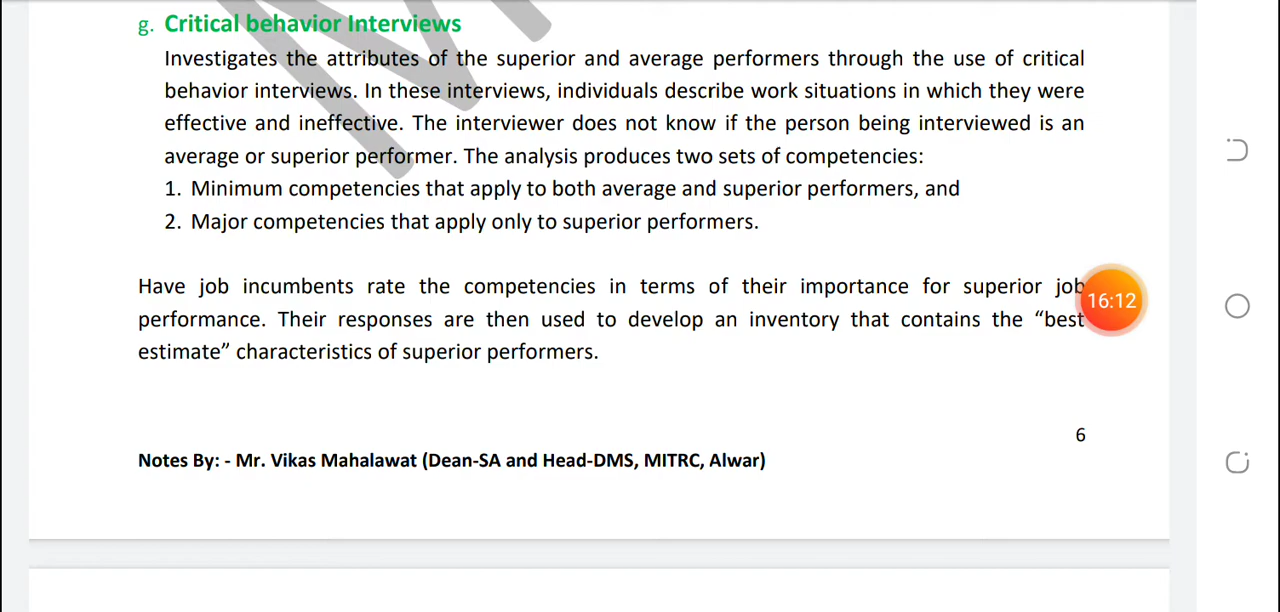 g. Critical behavior Interviews
Investigates the attributes of the superior and average performers through the use of critical
behavior interviews. In these interviews, individuals describe work situations in which they were
effective and ineffective. The interviewer does not know if the person being interviewed is an
average or superior performer. The analysis produces two sets of competencies:
1. Minimum competencies that apply to both average and superior performers, and
2. Major competencies that apply only to superior performers.
Have job incumbents rate the competencies in terms of their importance for superior job
16:12
performance. Their responses are then used to develop an inventory that contains the “best
estimate” characteristics of superior performers.
6
Notes By: - Mr. Vikas Mahalawat (Dean-SA and Head-DMS, MITRC, Alwar)